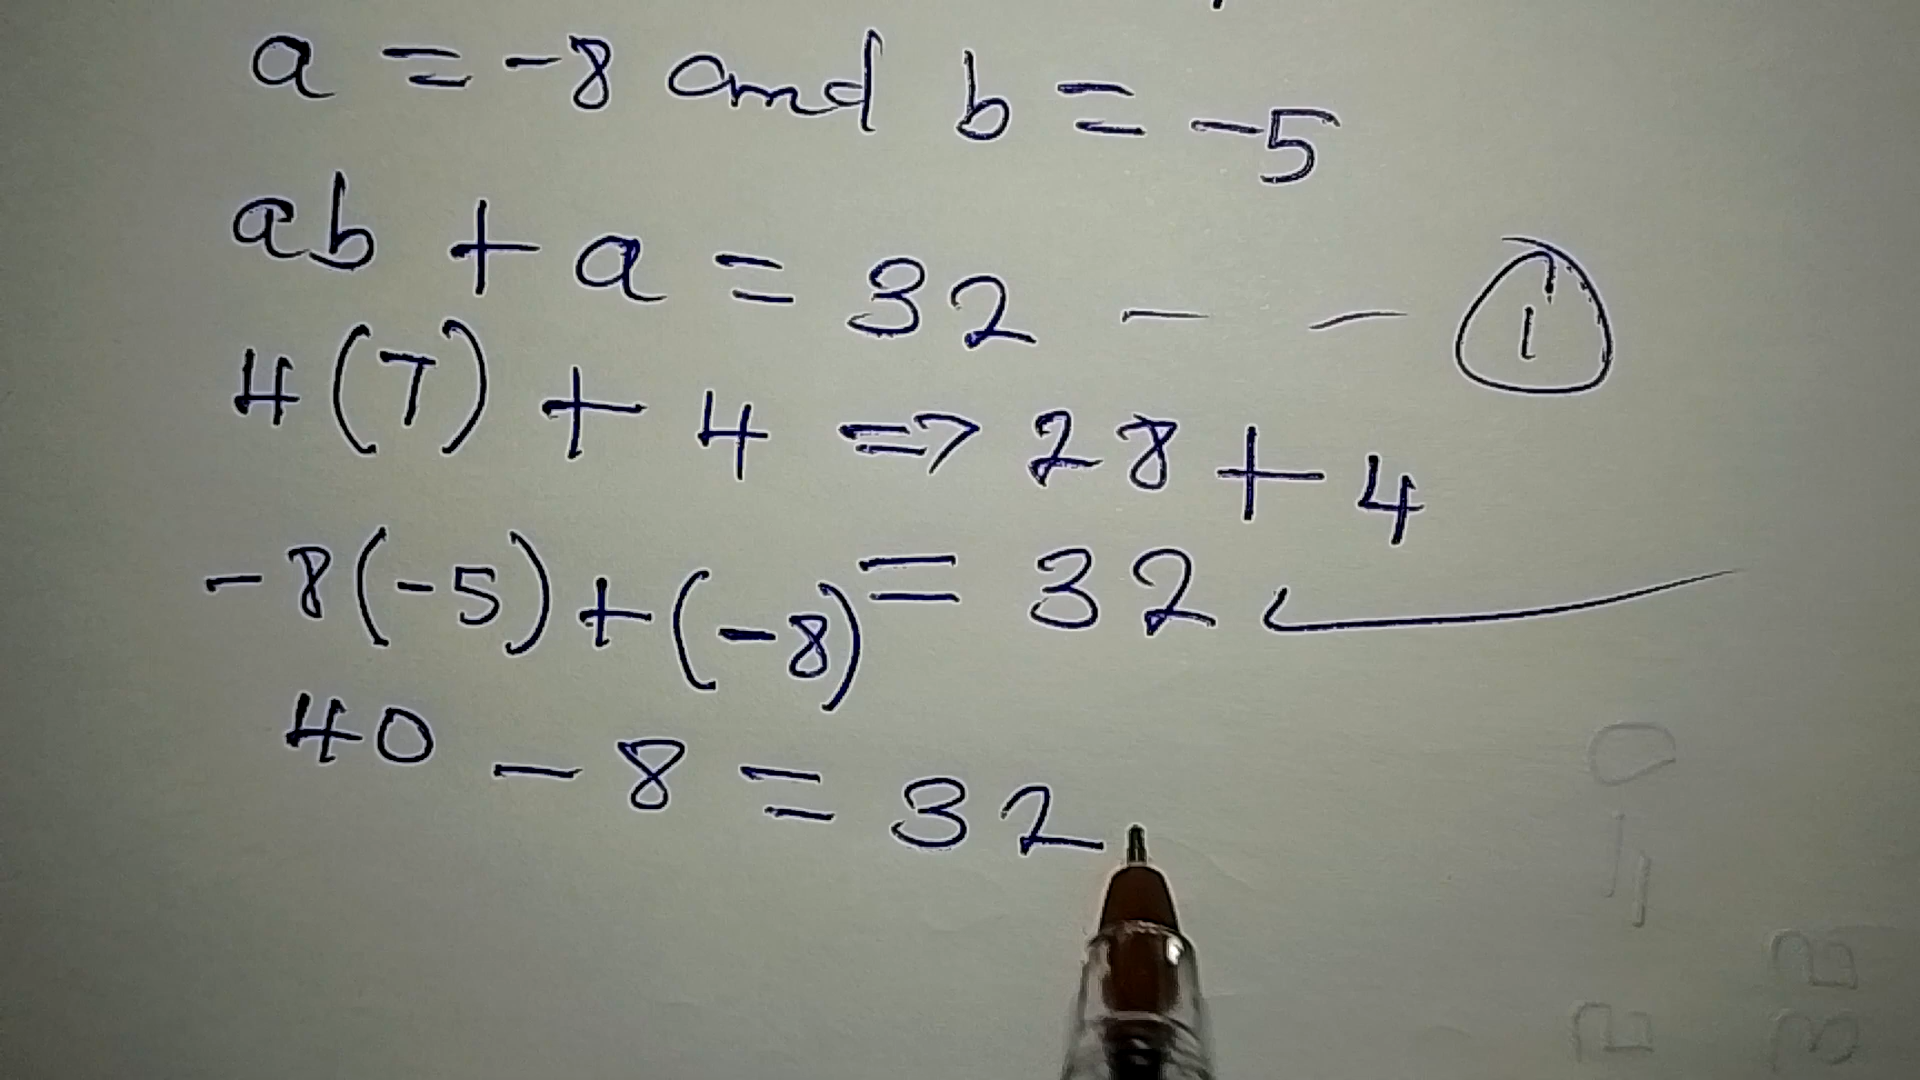 a = -8 and b = -5
ab + a = 32 - - 1
4(7) + 4 => 28 + 4
-8(-5) + (-8) = 32
40 - 8 = 32